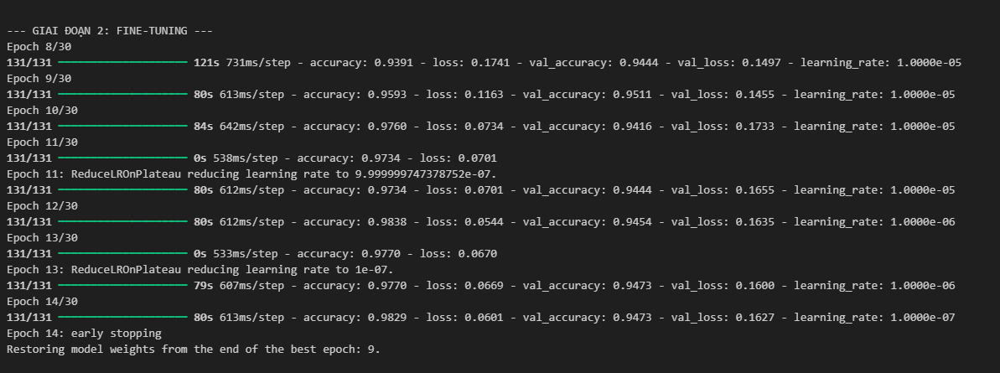 --- GIAI ĐOẠN 2: FINE-TUNING ---
Epoch 8/30
131/131 ━━━━━━━━━━━━━━━━━━━━ 121s 731ms/step - accuracy: 0.9391 - loss: 0.1741 - val_accuracy: 0.9444 - val_loss: 0.1497 - learning_rate: 1.0000e-05
Epoch 9/30
131/131 ━━━━━━━━━━━━━━━━━━━━ 80s 613ms/step - accuracy: 0.9593 - loss: 0.1163 - val_accuracy: 0.9511 - val_loss: 0.1455 - learning_rate: 1.0000e-05
Epoch 10/30
131/131 ━━━━━━━━━━━━━━━━━━━━ 84s 642ms/step - accuracy: 0.9760 - loss: 0.0734 - val_accuracy: 0.9416 - val_loss: 0.1733 - learning_rate: 1.0000e-05
Epoch 11/30
131/131 ━━━━━━━━━━━━━━━━━━━━ 0s 538ms/step - accuracy: 0.9734 - loss: 0.0701
Epoch 11: ReduceLROnPlateau reducing learning rate to 9.999999747378752e-07.
131/131 ━━━━━━━━━━━━━━━━━━━━ 80s 612ms/step - accuracy: 0.9734 - loss: 0.0701 - val_accuracy: 0.9444 - val_loss: 0.1655 - learning_rate: 1.0000e-05
Epoch 12/30
131/131 ━━━━━━━━━━━━━━━━━━━━ 80s 612ms/step - accuracy: 0.9838 - loss: 0.0544 - val_accuracy: 0.9454 - val_loss: 0.1635 - learning_rate: 1.0000e-06
Epoch 13/30
131/131 ━━━━━━━━━━━━━━━━━━━━ 0s 533ms/step - accuracy: 0.9770 - loss: 0.0670
Epoch 13: ReduceLROnPlateau reducing learning rate to 1e-07.
131/131 ━━━━━━━━━━━━━━━━━━━━ 79s 607ms/step - accuracy: 0.9770 - loss: 0.0669 - val_accuracy: 0.9473 - val_loss: 0.1600 - learning_rate: 1.0000e-06
Epoch 14/30
131/131 ━━━━━━━━━━━━━━━━━━━━ 80s 613ms/step - accuracy: 0.9829 - loss: 0.0601 - val_accuracy: 0.9473 - val_loss: 0.1627 - learning_rate: 1.0000e-07
Epoch 14: early stopping
Restoring model weights from the end of the best epoch: 9.